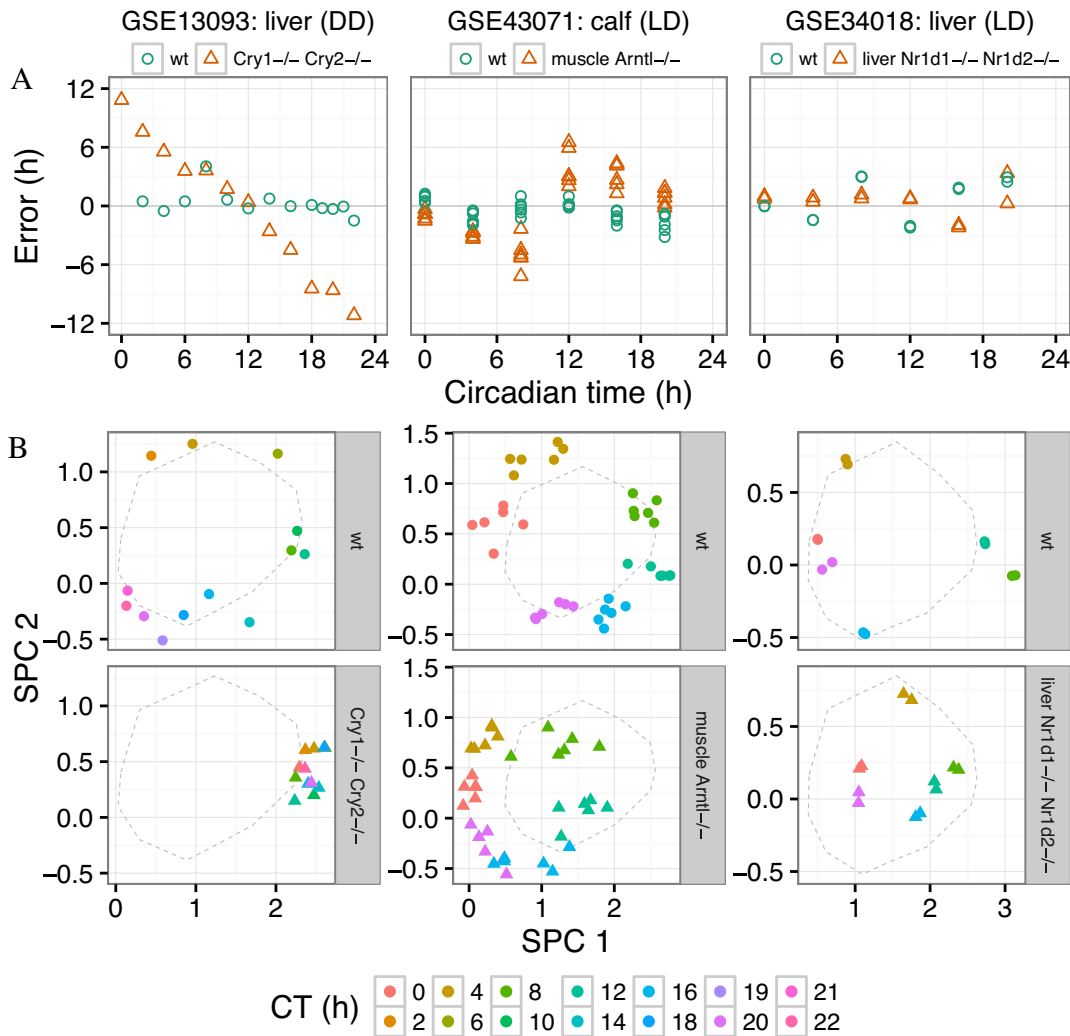 GSE13093: liver (DD)
GSE43071: calf (LD)
GSE34018: liver (LD)
wt Cry1−/− Cry2−/−
wt muscle Arntl−/−
wt liver Nr1d1−/− Nr1d2−/−
A
Error (h)
12
6
0
−6
−12
0 6 12 18 24
0 6 12 18 24
0 6 12 18 24
Circadian time (h)
B
SPC 2
1.0
0.5
0.0
−0.5
wt
1.5
1.0
0.5
0.0
−0.5
wt
0.5
0.0
−0.5
wt
1.0
0.5
0.0
−0.5
Cry1−/− Cry2−/−
1.5
1.0
0.5
0.0
−0.5
muscle Arntl−/−
0.5
0.0
−0.5
liver Nr1d1−/− Nr1d2−/−
0 1 2
0 1 2
1 2 3
SPC 1
CT (h)
0 4 8 12 16 19 21
2 6 10 14 18 20 22